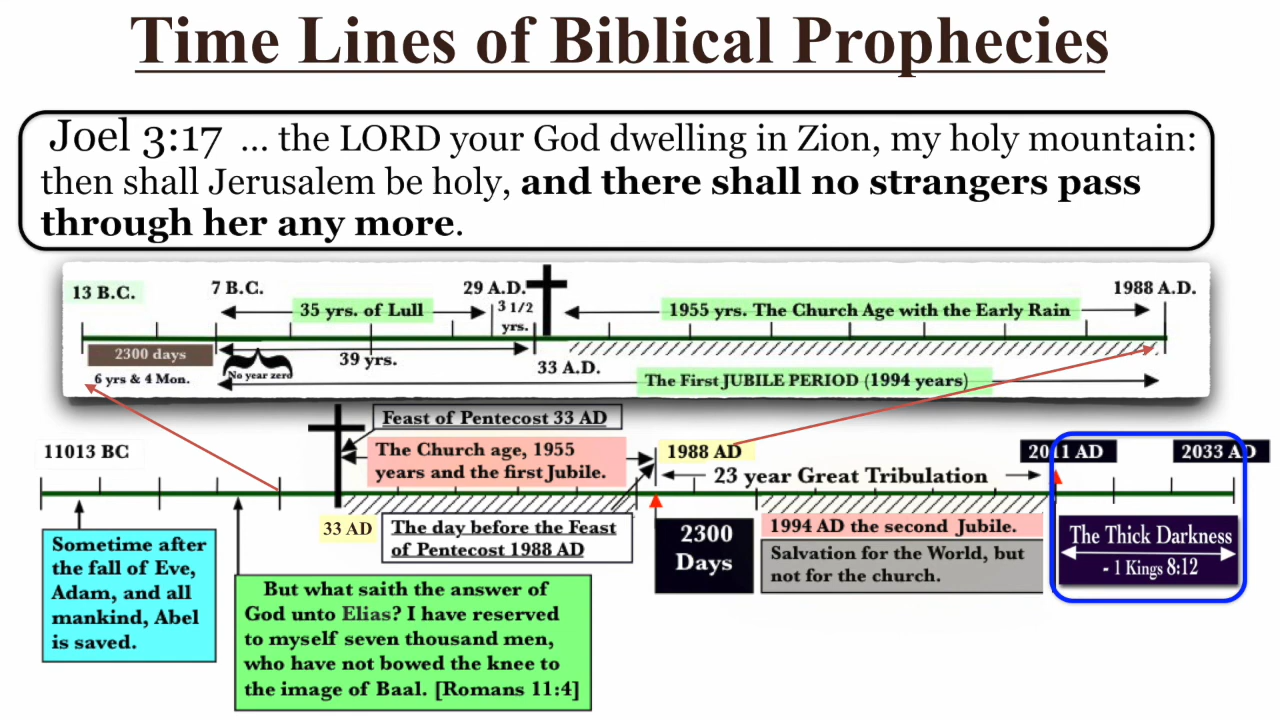 Time Lines of Biblical Prophecies
Joel 3:17 ... the LORD your God dwelling in Zion, my holy mountain:
then shall Jerusalem be holy, and there shall no strangers pass
through her any more.
13 B.C.
7 B.C.
29 A.D.
1988 A.D.
35 yrs. of Lull
3 1/2
yrs.
1955 yrs. The Church Age with the Early Rain
2300 days
39 yrs.
6 yrs & 4 Mon.
No year zero
33 A.D.
The First JUBILE PERIOD (1994 years)
Feast of Pentecost 33 AD
11013 BC
The Church age, 1955
years and the first Jubile.
1988 AD
2011 AD
2033 AD
23 year Great Tribulation
33 AD
The day before the Feast
of Pentecost 1988 AD
2300
Days
1994 AD the second Jubile.
Salvation for the World, but
not for the church.
The Thick Darkness
- 1 Kings 8:12
Sometime after
the fall of Eve,
Adam, and all
mankind, Abel
is saved.
But what saith the answer of
God unto Elias? I have reserved
to myself seven thousand men,
who have not bowed the knee to
the image of Baal. [Romans 11:4]